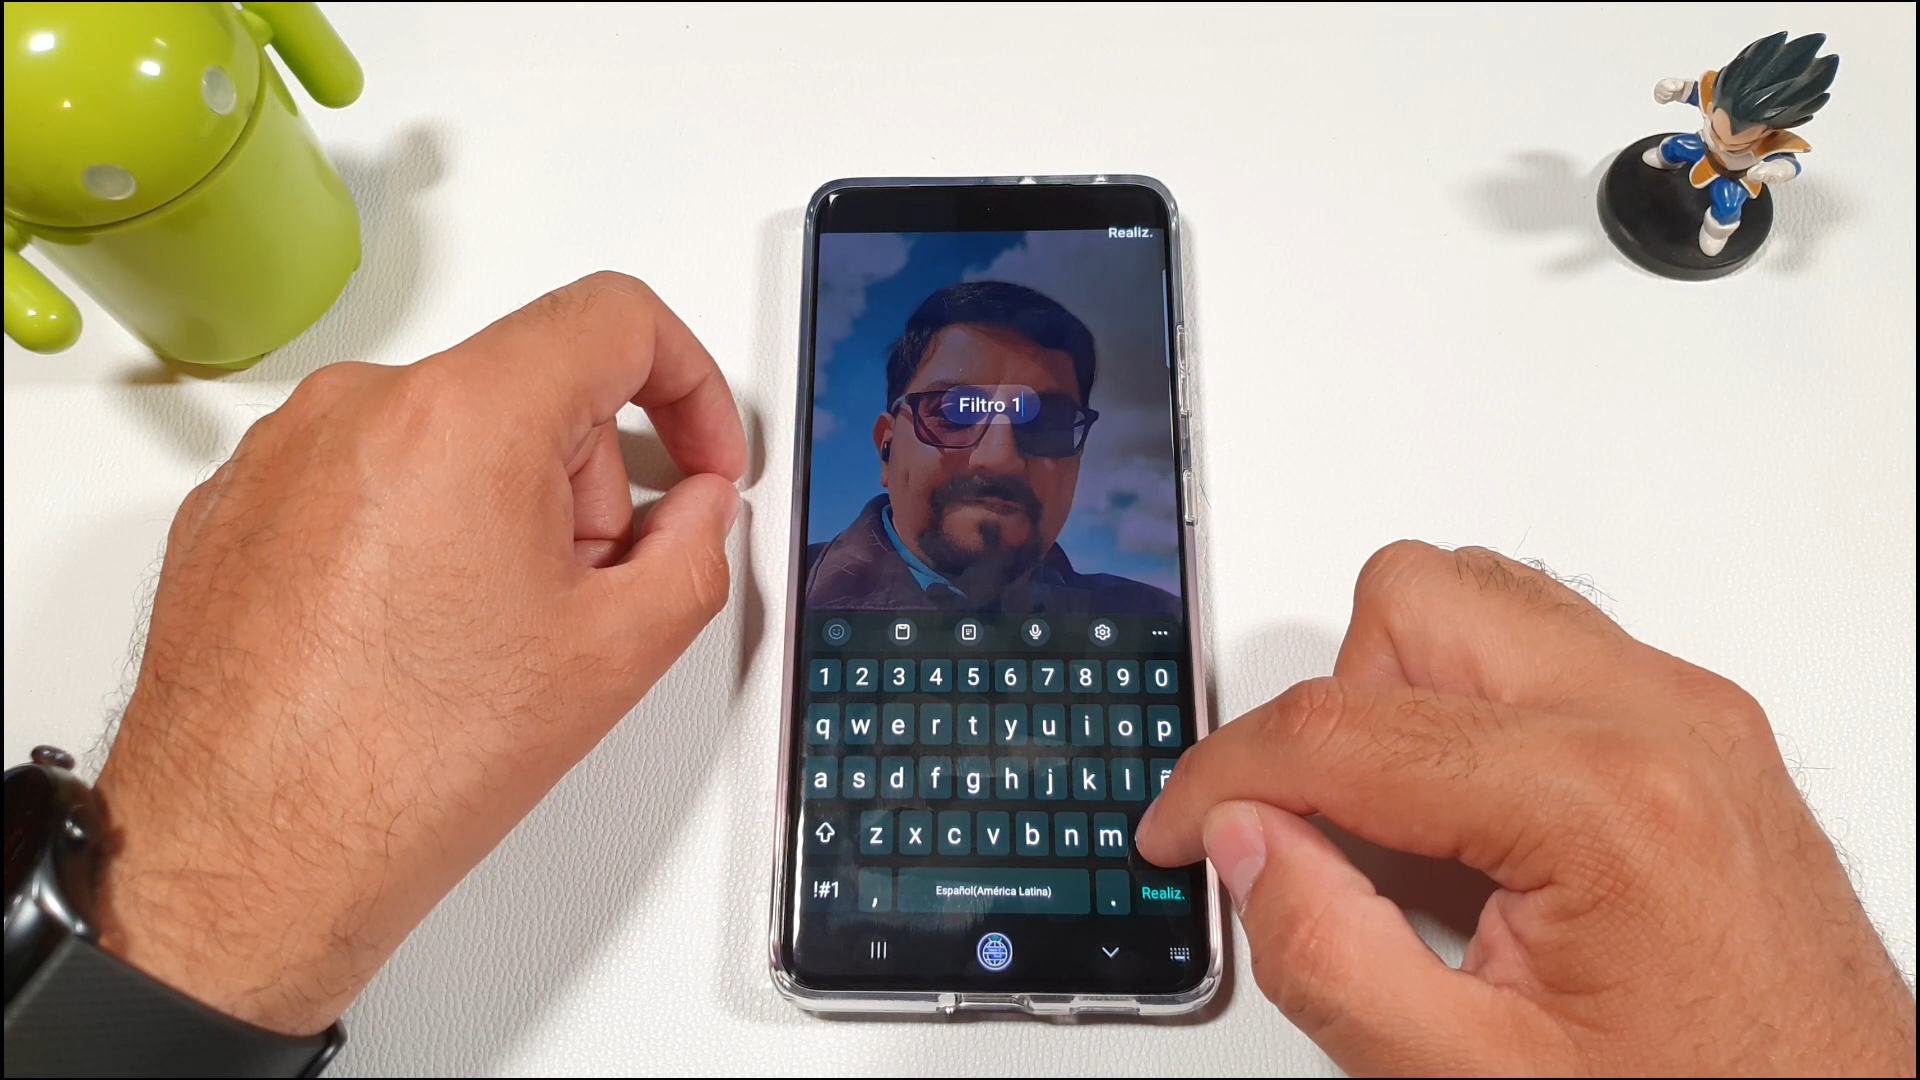 Realiz.
Filtro 1
1 2 3 4 5 6 7 8 9 0
q w e r t y u i o p
a s d f g h j k l ñ
z x c v b n m
!#1 , Español(América Latina) . Realiz.